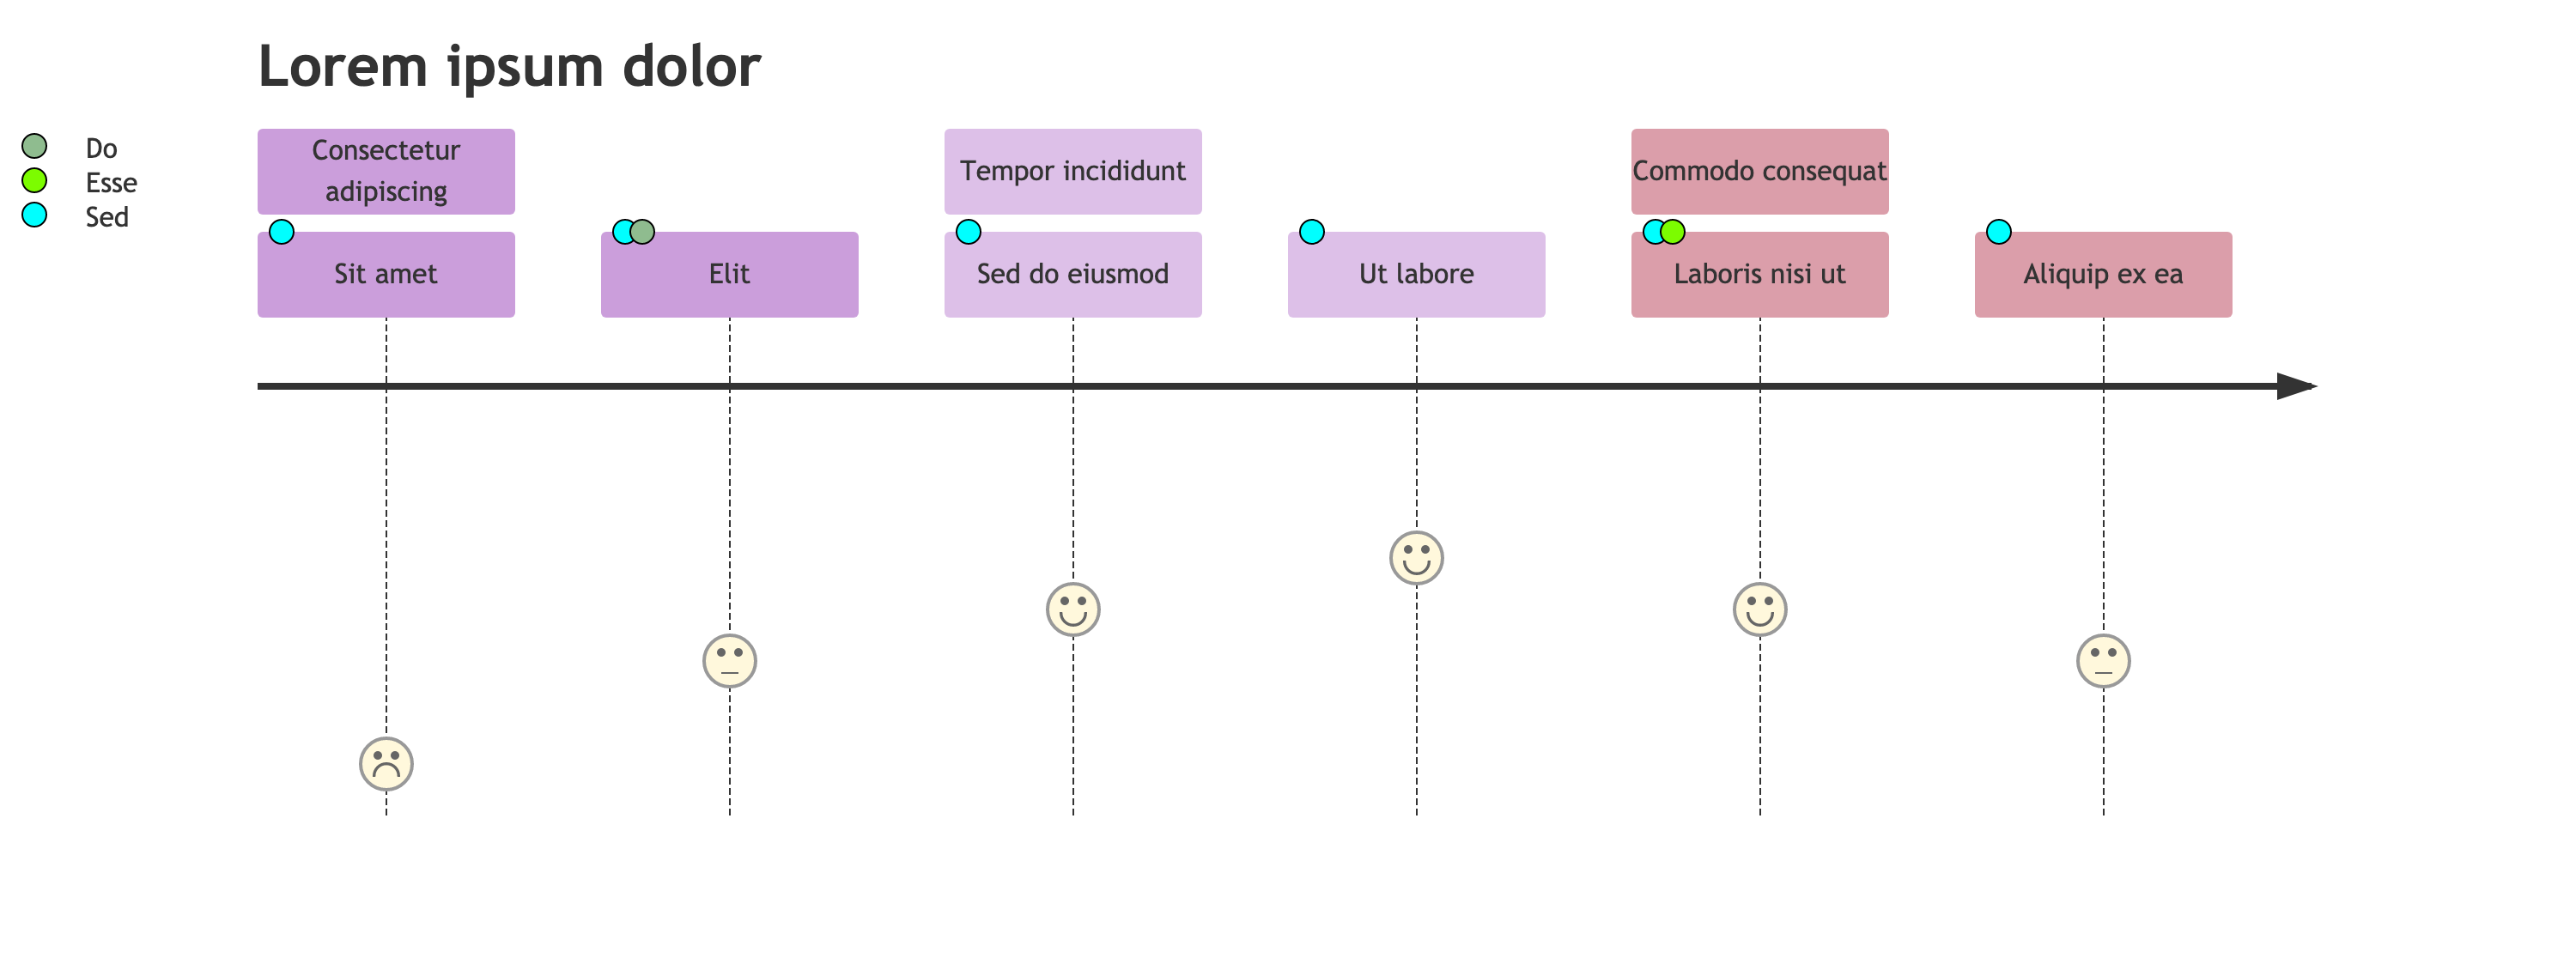 Lorem ipsum dolor
Do
Esse
Sed
Consectetur
adipiscing
Tempor incididunt
Commodo consequat
Sit amet
Elit
Sed do eiusmod
Ut labore
Laboris nisi ut
Aliquip ex ea